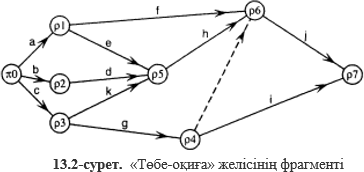 f
ρ1
ρ6
a
e
h
j
b
d
π0
ρ2
ρ5
ρ7
c
k
i
ρ3
g
ρ4
13.2-сурет. «Төбе-оқиға» желісінің фрагменті